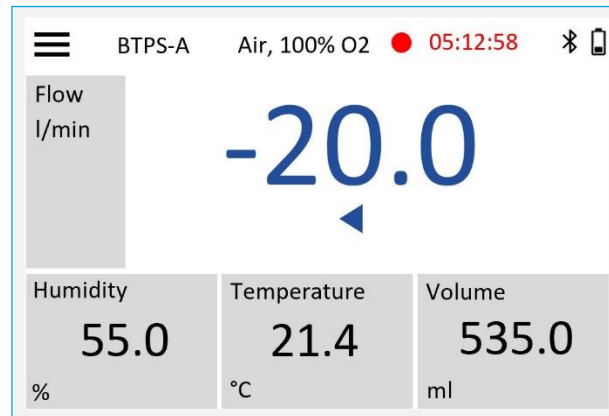 BTPS-A Air, 100% O2 05:12:58
Flow
l/min
-20.0
Humidity
55.0
%
Temperature
21.4
°C
Volume
535.0
ml